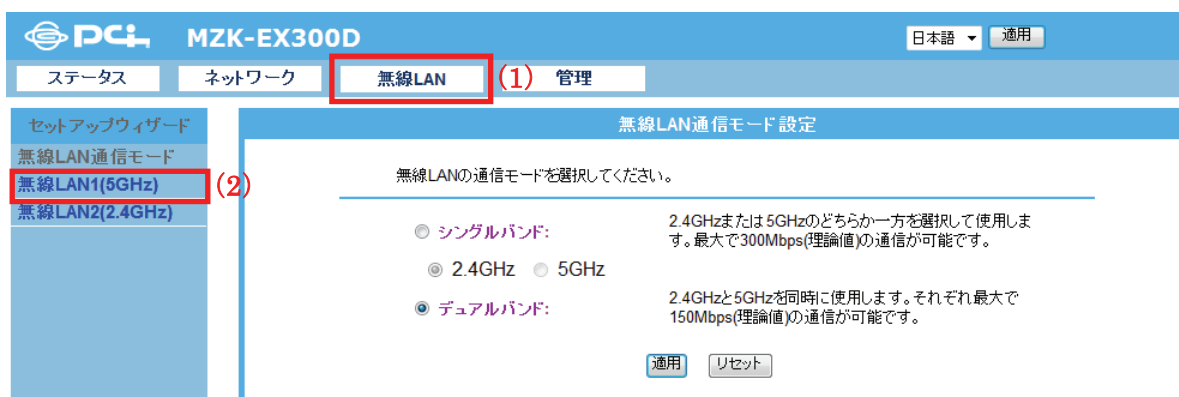 PCi MZK-EX300D 日本語 適用
ステータス ネットワーク 無線LAN (1) 管理
セットアップウィザード
無線LAN通信モード
無線LAN1(5GHz) (2)
無線LAN2(2.4GHz)
無線LAN通信モード設定
無線LANの通信モードを選択してください。
シングルバンド: 2.4GHzまたは5GHzのどちらか一方を選択して使用しま
す。最大で300Mbps(理論値)の通信が可能です。
2.4GHz 5GHz
デュアルバンド: 2.4GHzと5GHzを同時に使用します。それぞれ最大で
150Mbps(理論値)の通信が可能です。
適用 リセット